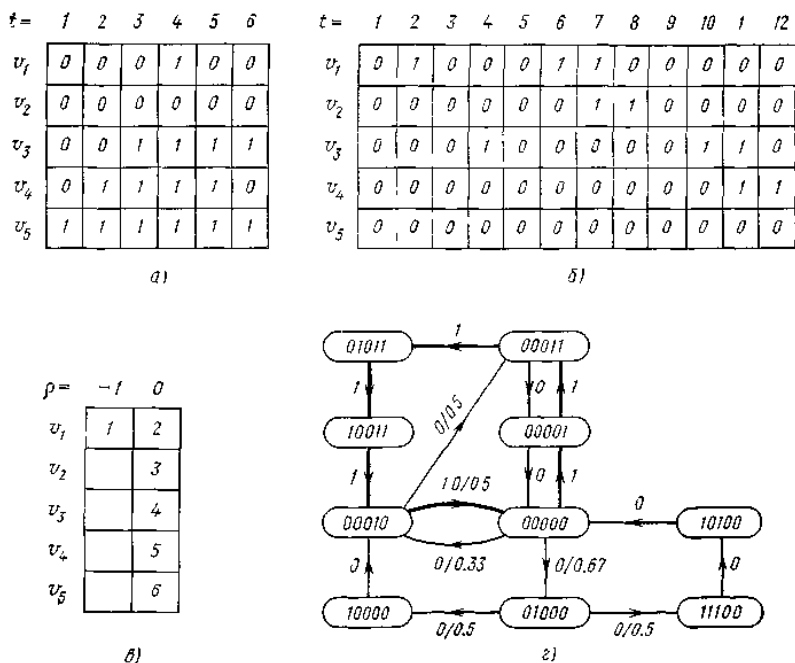 t = 1 2 3 4 5 6
v1 0 0 0 1 0 0
v2 0 0 0 0 0 0
v3 0 0 1 1 1 1
v4 0 1 1 1 1 0
v5 1 1 1 1 1 1
а)
t = 1 2 3 4 5 6 7 8 9 10 1 12
v1 0 1 0 0 0 1 1 0 0 0 0 0
v2 0 0 0 0 0 0 1 1 0 0 0 0
v3 0 0 0 1 0 0 0 0 0 1 1 0
v4 0 0 0 0 0 0 0 0 0 0 1 1
v5 0 0 0 0 0 0 0 0 0 0 0 0
б)
ρ = -1 0
v1 1 2
v2 3
v3 4
v4 5
v5 6
в)
1
01011 00011
1 0/05 0 1
10011 00001
1 0 1
10/05
00010 00000 0 10100
0 0/0.33 0/0.67 0
10000 01000 11100
0/0.5 0/0.5
г)